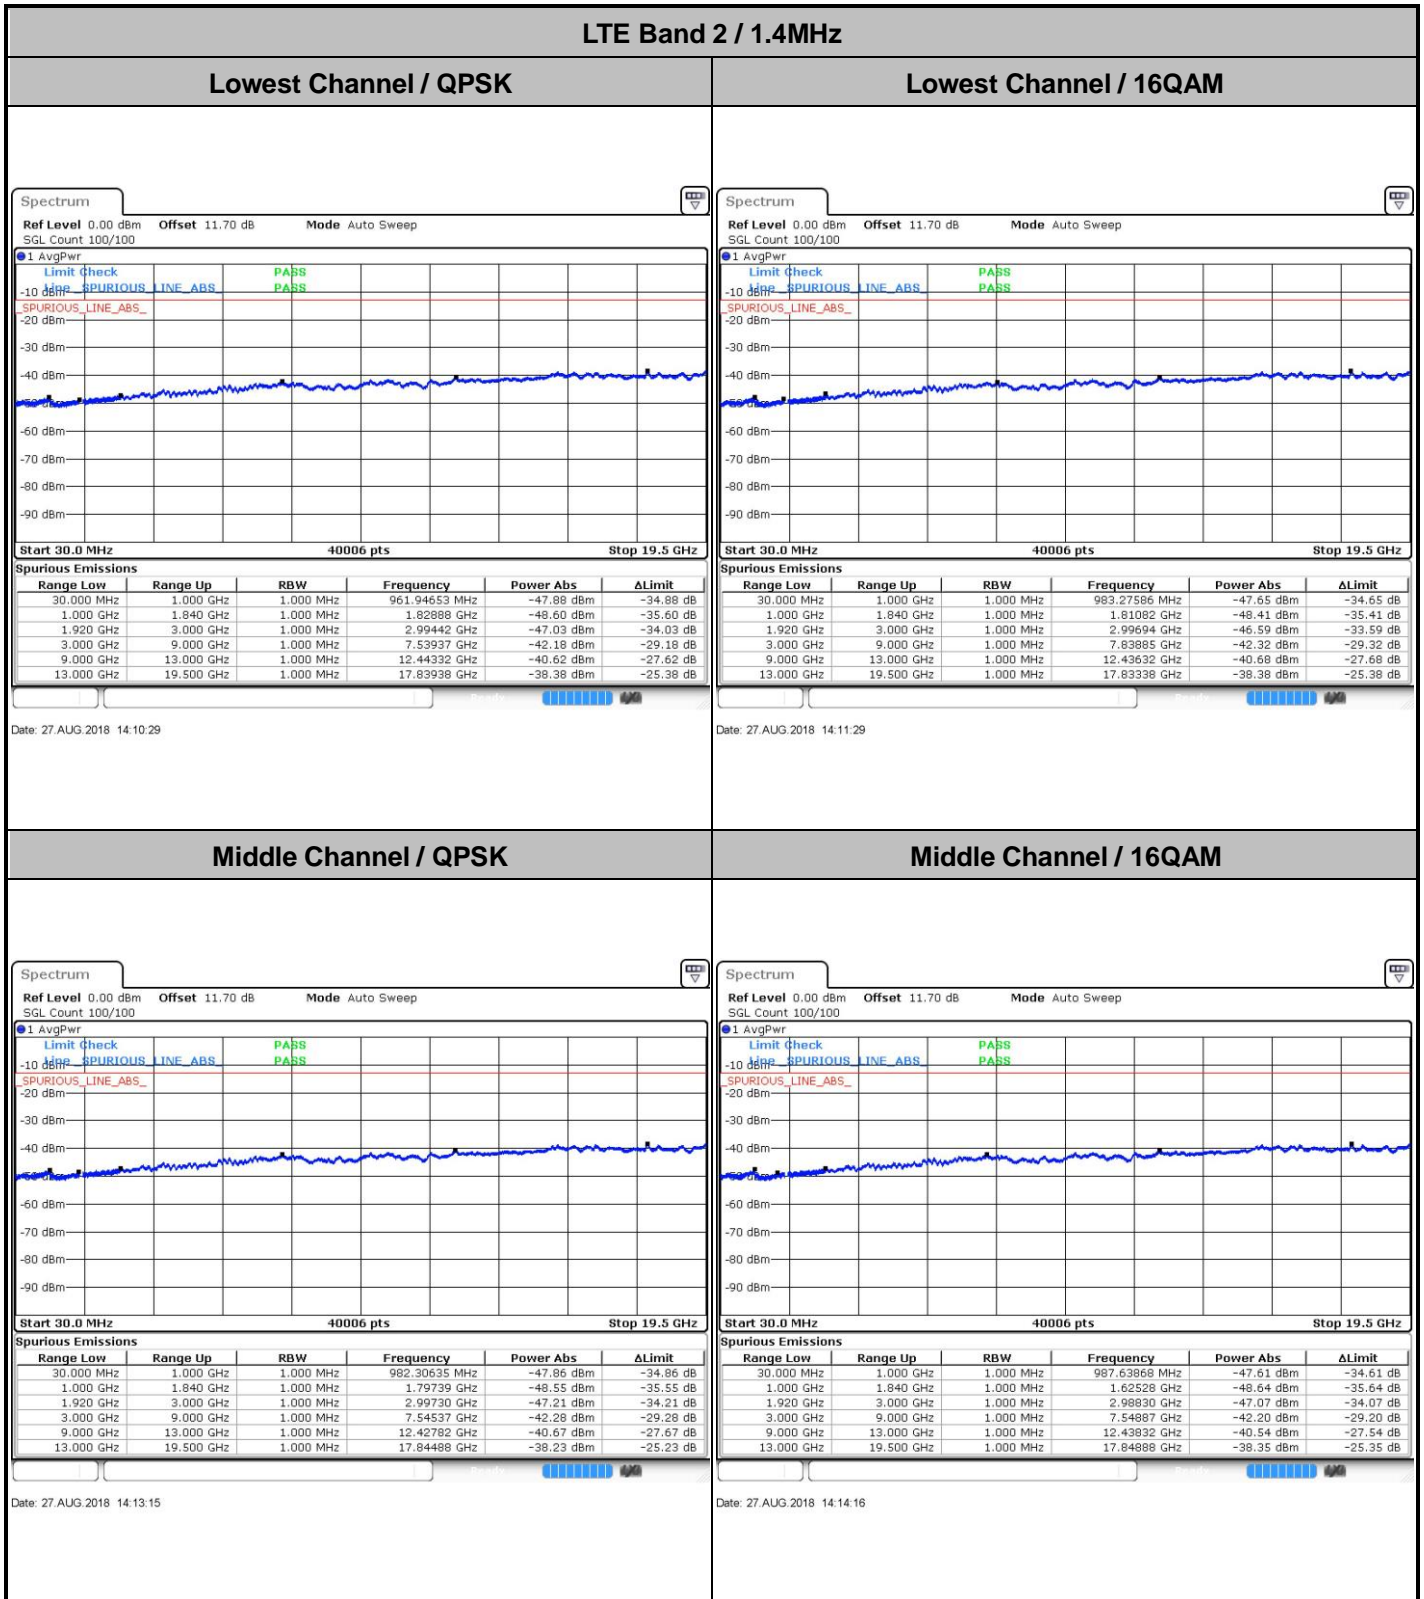 LTE Band 2 / 1.4MHz
Lowest Channel / QPSK
Lowest Channel / 16QAM
Spectrum
Ref Level 0.00 dBm Offset 11.70 dB Mode Auto Sweep
SGL Count 100/100
1 AvgPwr
Limit Check PASS
-10 dBm Line _SPURIOUS_LINE_ABS_ PASS
_SPURIOUS_LINE_ABS_
-20 dBm
-30 dBm
-40 dBm
-50 dBm
-60 dBm
-70 dBm
-80 dBm
-90 dBm
Start 30.0 MHz 40006 pts Stop 19.5 GHz
Spurious Emissions
Range Low Range Up RBW Frequency Power Abs ΔLimit
30.000 MHz 1.000 GHz 1.000 MHz 961.94653 MHz -47.88 dBm -34.88 dB
1.000 GHz 1.840 GHz 1.000 MHz 1.82888 GHz -48.60 dBm -35.60 dB
1.920 GHz 3.000 GHz 1.000 MHz 2.99442 GHz -47.03 dBm -34.03 dB
3.000 GHz 9.000 GHz 1.000 MHz 7.53937 GHz -42.18 dBm -29.18 dB
9.000 GHz 13.000 GHz 1.000 MHz 12.44332 GHz -40.62 dBm -27.62 dB
13.000 GHz 19.500 GHz 1.000 MHz 17.83938 GHz -38.38 dBm -25.38 dB
Date: 27.AUG.2018 14:10:29
Spectrum
Ref Level 0.00 dBm Offset 11.70 dB Mode Auto Sweep
SGL Count 100/100
1 AvgPwr
Limit Check PASS
-10 dBm Line _SPURIOUS_LINE_ABS_ PASS
_SPURIOUS_LINE_ABS_
-20 dBm
-30 dBm
-40 dBm
-50 dBm
-60 dBm
-70 dBm
-80 dBm
-90 dBm
Start 30.0 MHz 40006 pts Stop 19.5 GHz
Spurious Emissions
Range Low Range Up RBW Frequency Power Abs ΔLimit
30.000 MHz 1.000 GHz 1.000 MHz 983.27586 MHz -47.65 dBm -34.65 dB
1.000 GHz 1.840 GHz 1.000 MHz 1.81082 GHz -48.41 dBm -35.41 dB
1.920 GHz 3.000 GHz 1.000 MHz 2.99694 GHz -46.59 dBm -33.59 dB
3.000 GHz 9.000 GHz 1.000 MHz 7.83885 GHz -42.32 dBm -29.32 dB
9.000 GHz 13.000 GHz 1.000 MHz 12.43632 GHz -40.68 dBm -27.68 dB
13.000 GHz 19.500 GHz 1.000 MHz 17.83338 GHz -38.38 dBm -25.38 dB
Date: 27.AUG.2018 14:11:29
Middle Channel / QPSK
Middle Channel / 16QAM
Spectrum
Ref Level 0.00 dBm Offset 11.70 dB Mode Auto Sweep
SGL Count 100/100
1 AvgPwr
Limit Check PASS
-10 dBm Line _SPURIOUS_LINE_ABS_ PASS
_SPURIOUS_LINE_ABS_
-20 dBm
-30 dBm
-40 dBm
-50 dBm
-60 dBm
-70 dBm
-80 dBm
-90 dBm
Start 30.0 MHz 40006 pts Stop 19.5 GHz
Spurious Emissions
Range Low Range Up RBW Frequency Power Abs ΔLimit
30.000 MHz 1.000 GHz 1.000 MHz 982.30635 MHz -47.86 dBm -34.86 dB
1.000 GHz 1.840 GHz 1.000 MHz 1.79739 GHz -48.55 dBm -35.55 dB
1.920 GHz 3.000 GHz 1.000 MHz 2.99730 GHz -47.21 dBm -34.21 dB
3.000 GHz 9.000 GHz 1.000 MHz 7.54537 GHz -42.28 dBm -29.28 dB
9.000 GHz 13.000 GHz 1.000 MHz 12.42782 GHz -40.67 dBm -27.67 dB
13.000 GHz 19.500 GHz 1.000 MHz 17.84488 GHz -38.23 dBm -25.23 dB
Date: 27.AUG.2018 14:13:15
Spectrum
Ref Level 0.00 dBm Offset 11.70 dB Mode Auto Sweep
SGL Count 100/100
1 AvgPwr
Limit Check PASS
-10 dBm Line _SPURIOUS_LINE_ABS_ PASS
_SPURIOUS_LINE_ABS_
-20 dBm
-30 dBm
-40 dBm
-50 dBm
-60 dBm
-70 dBm
-80 dBm
-90 dBm
Start 30.0 MHz 40006 pts Stop 19.5 GHz
Spurious Emissions
Range Low Range Up RBW Frequency Power Abs ΔLimit
30.000 MHz 1.000 GHz 1.000 MHz 987.63868 MHz -47.61 dBm -34.61 dB
1.000 GHz 1.840 GHz 1.000 MHz 1.62528 GHz -48.64 dBm -35.64 dB
1.920 GHz 3.000 GHz 1.000 MHz 2.98830 GHz -47.07 dBm -34.07 dB
3.000 GHz 9.000 GHz 1.000 MHz 7.54887 GHz -42.20 dBm -29.20 dB
9.000 GHz 13.000 GHz 1.000 MHz 12.43832 GHz -40.54 dBm -27.54 dB
13.000 GHz 19.500 GHz 1.000 MHz 17.84888 GHz -38.35 dBm -25.35 dB
Date: 27.AUG.2018 14:14:16